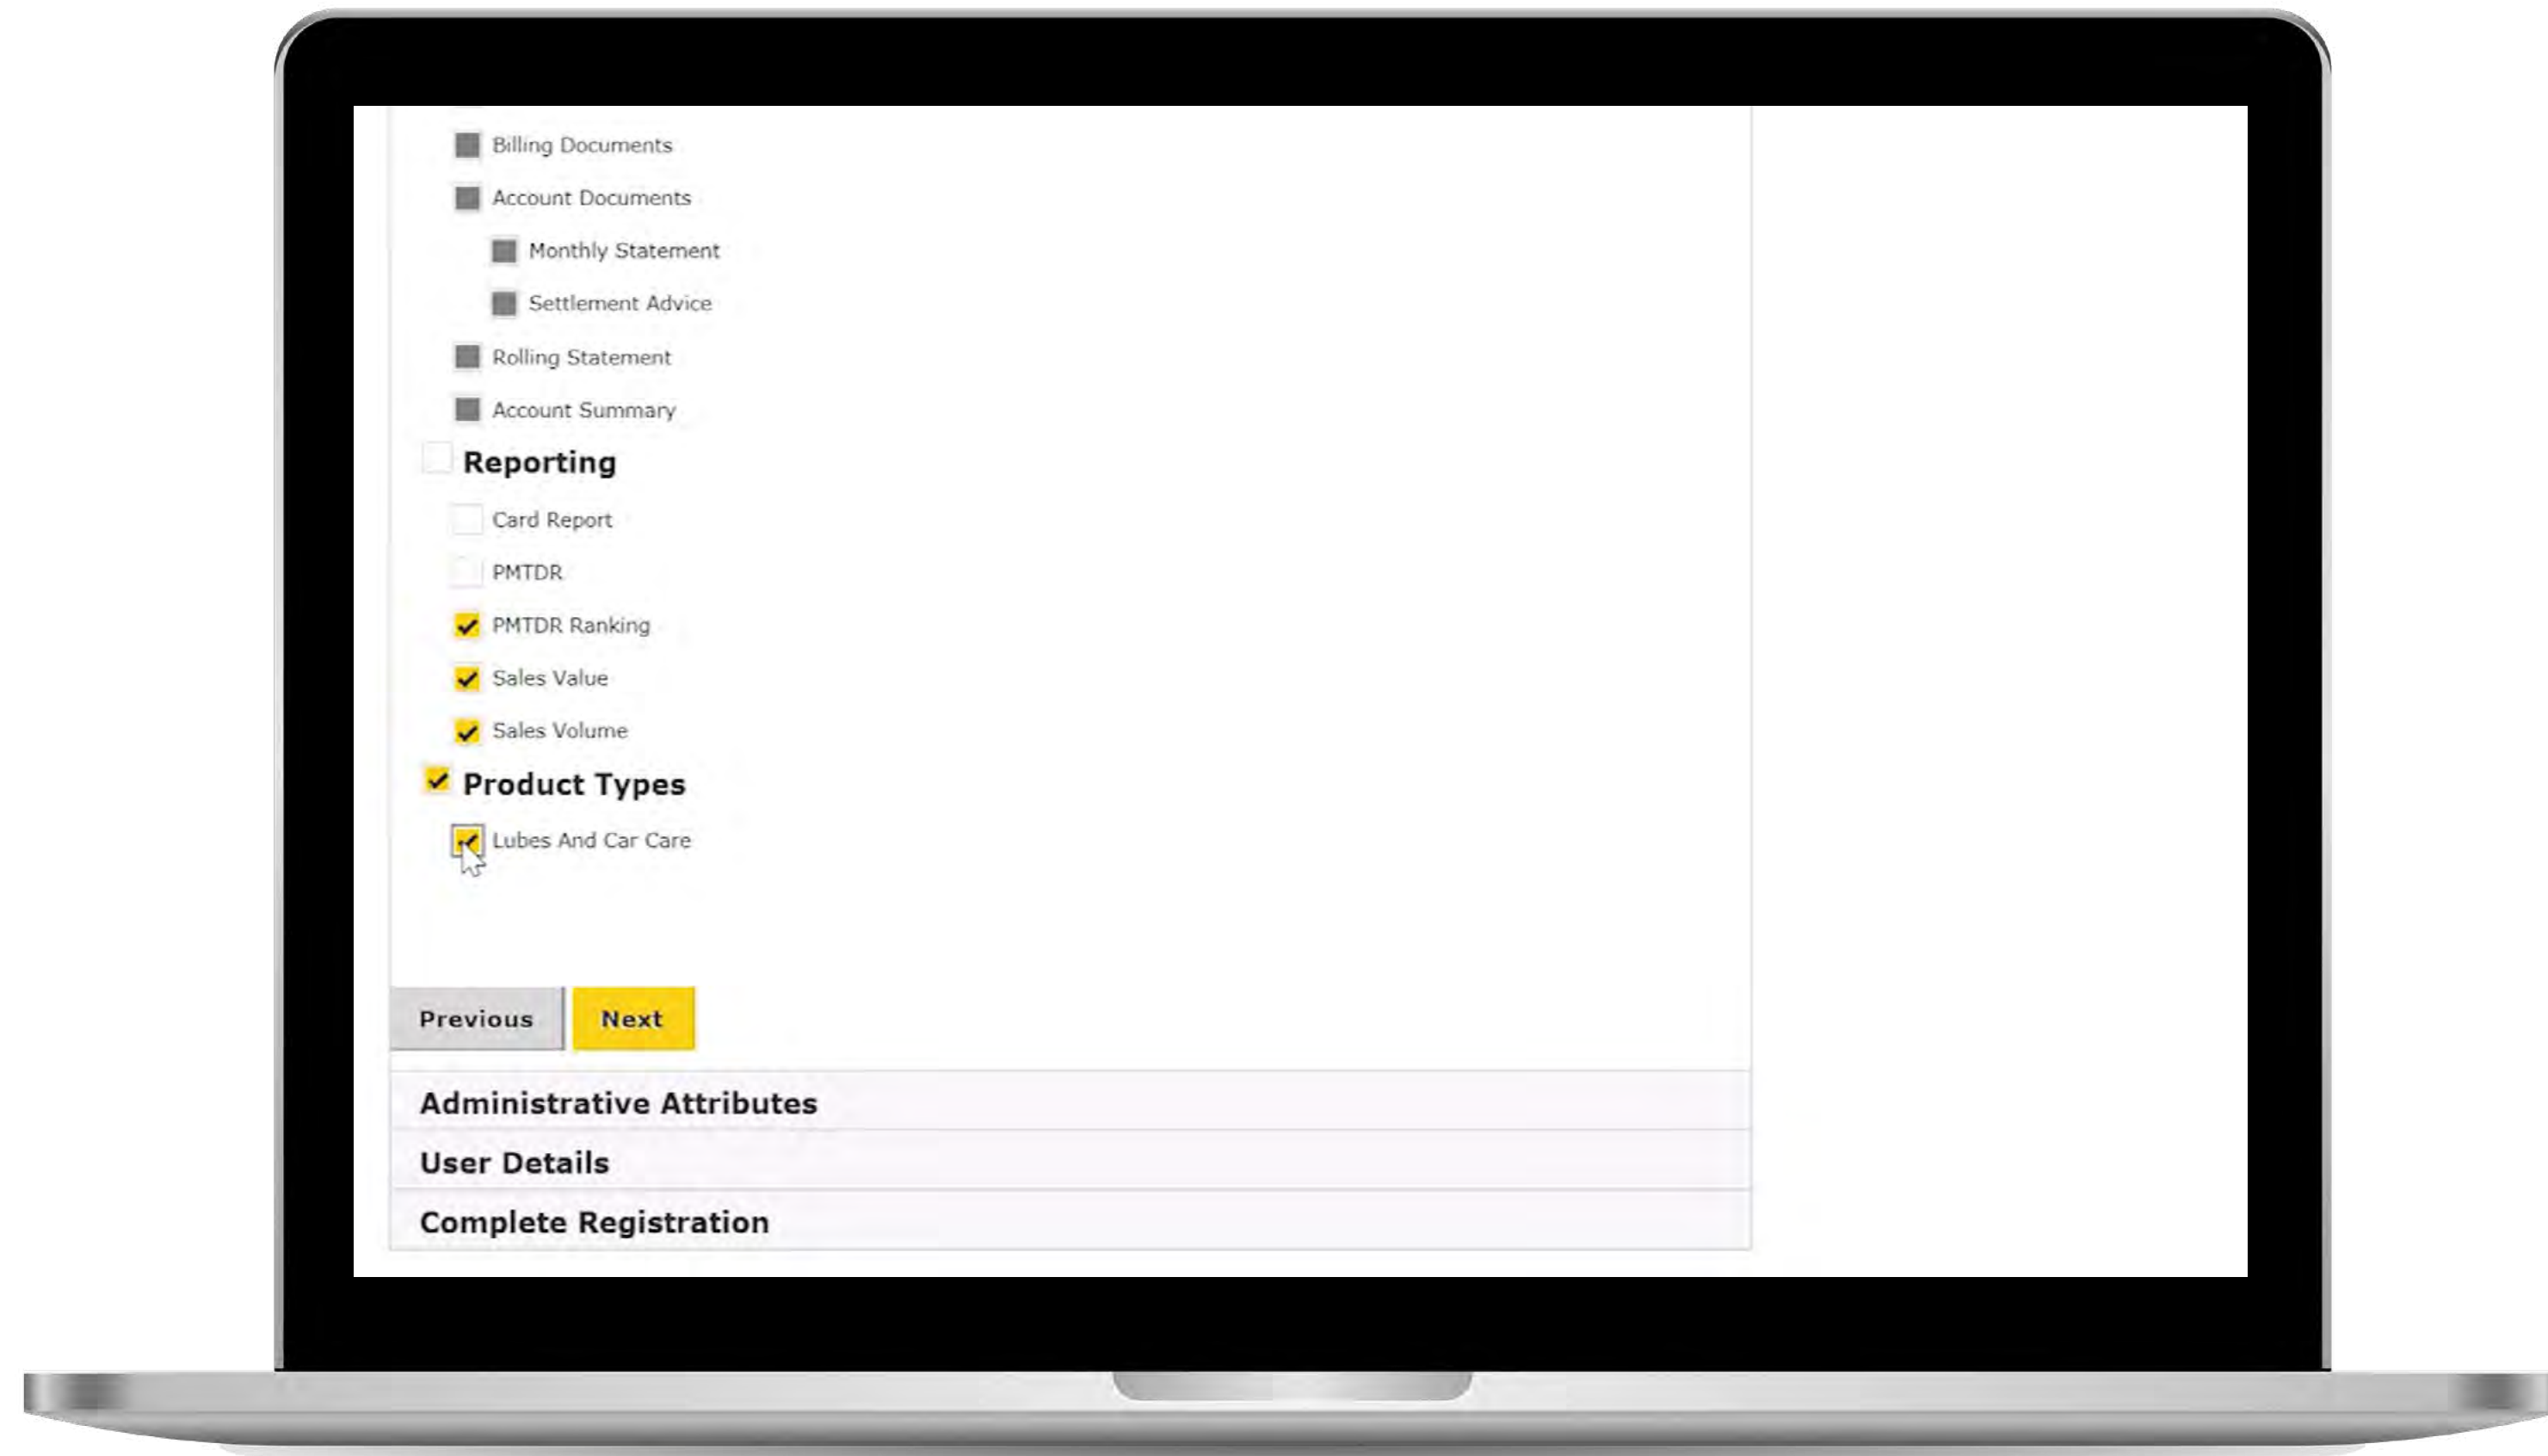 Billing Documents
Account Documents
Monthly Statement
Settlement Advice
Rolling Statement
Account Summary
Reporting
Card Report
PMTDR
PMTDR Ranking
Sales Value
Sales Volume
Product Types
Lubes And Car Care
Previous Next
Administrative Attributes
User Details
Complete Registration